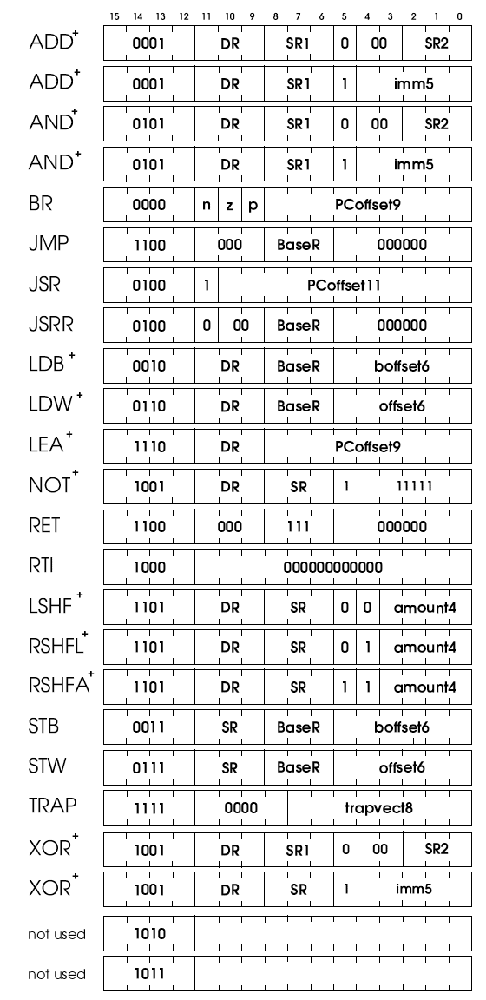 15 14 13 12 11 10 9 8 7 6 5 4 3 2 1 0
ADD+ 0001 DR SR1 0 00 SR2
ADD+ 0001 DR SR1 1 imm5
AND+ 0101 DR SR1 0 00 SR2
AND+ 0101 DR SR1 1 imm5
BR 0000 n z p PCoffset9
JMP 1100 000 BaseR 000000
JSR 0100 1 PCoffset11
JSRR 0100 0 00 BaseR 000000
LDB+ 0010 DR BaseR boffset6
LDW+ 0110 DR BaseR offset6
LEA+ 1110 DR PCoffset9
NOT+ 1001 DR SR 1 11111
RET 1100 000 111 000000
RTI 1000 000000000000
LSHF+ 1101 DR SR 0 0 amount4
RSHFL+ 1101 DR SR 0 1 amount4
RSHFA+ 1101 DR SR 1 1 amount4
STB 0011 SR BaseR boffset6
STW 0111 SR BaseR offset6
TRAP 1111 0000 trapvect8
XOR+ 1001 DR SR1 0 00 SR2
XOR+ 1001 DR SR 1 imm5
not used 1010
not used 1011